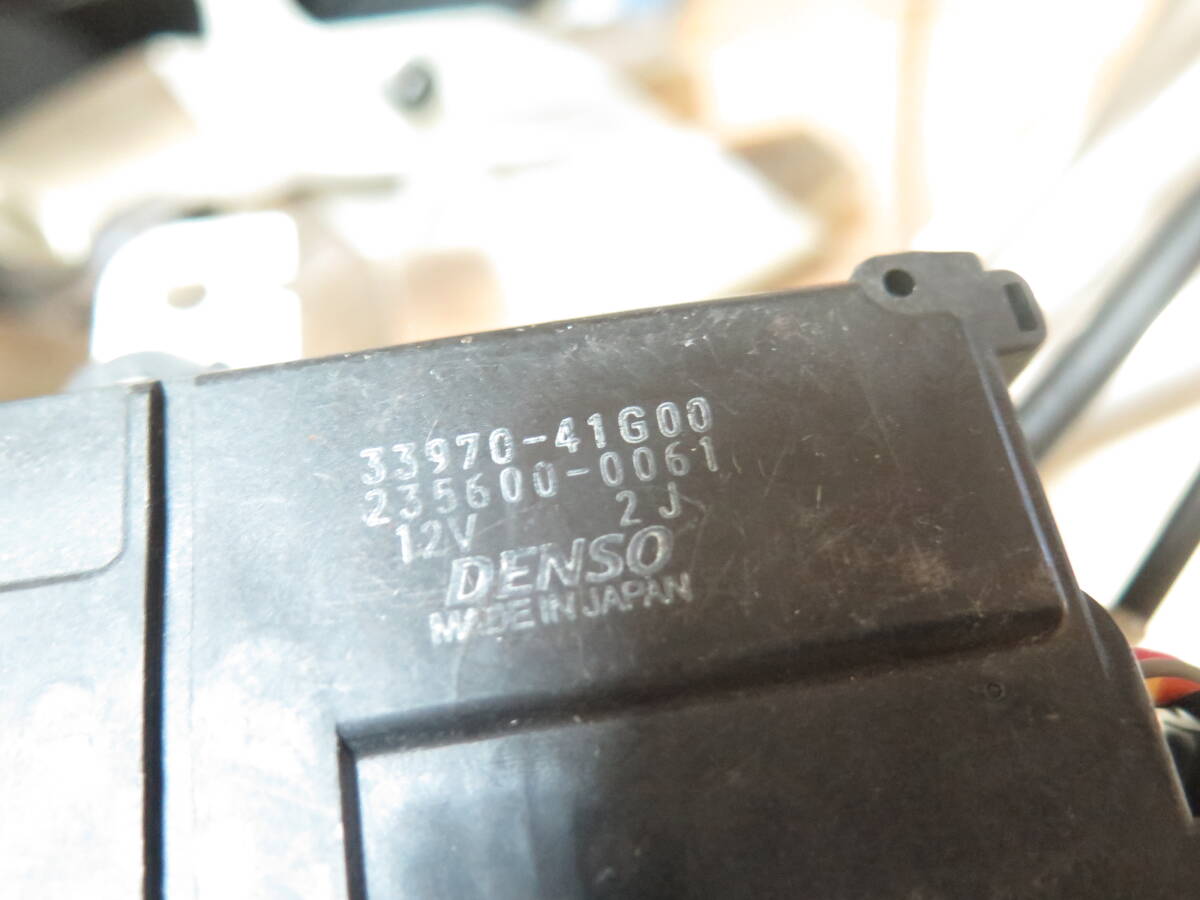 33970-41G00
235600-0061
12V 2J
DENSO
MADE IN JAPAN